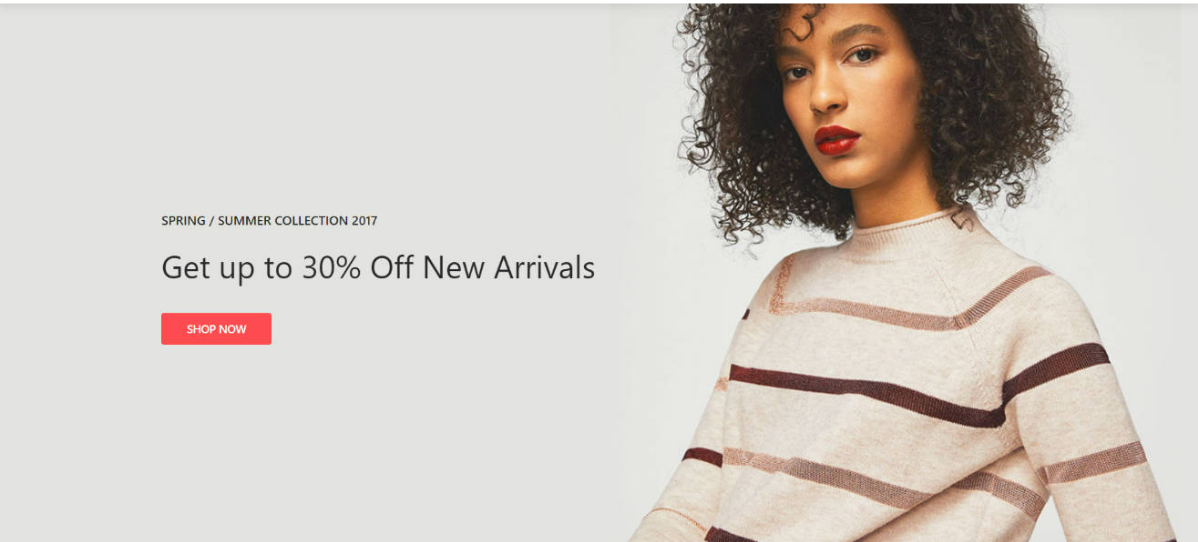 SPRING / SUMMER COLLECTION 2017
Get up to 30% Off New Arrivals
SHOP NOW